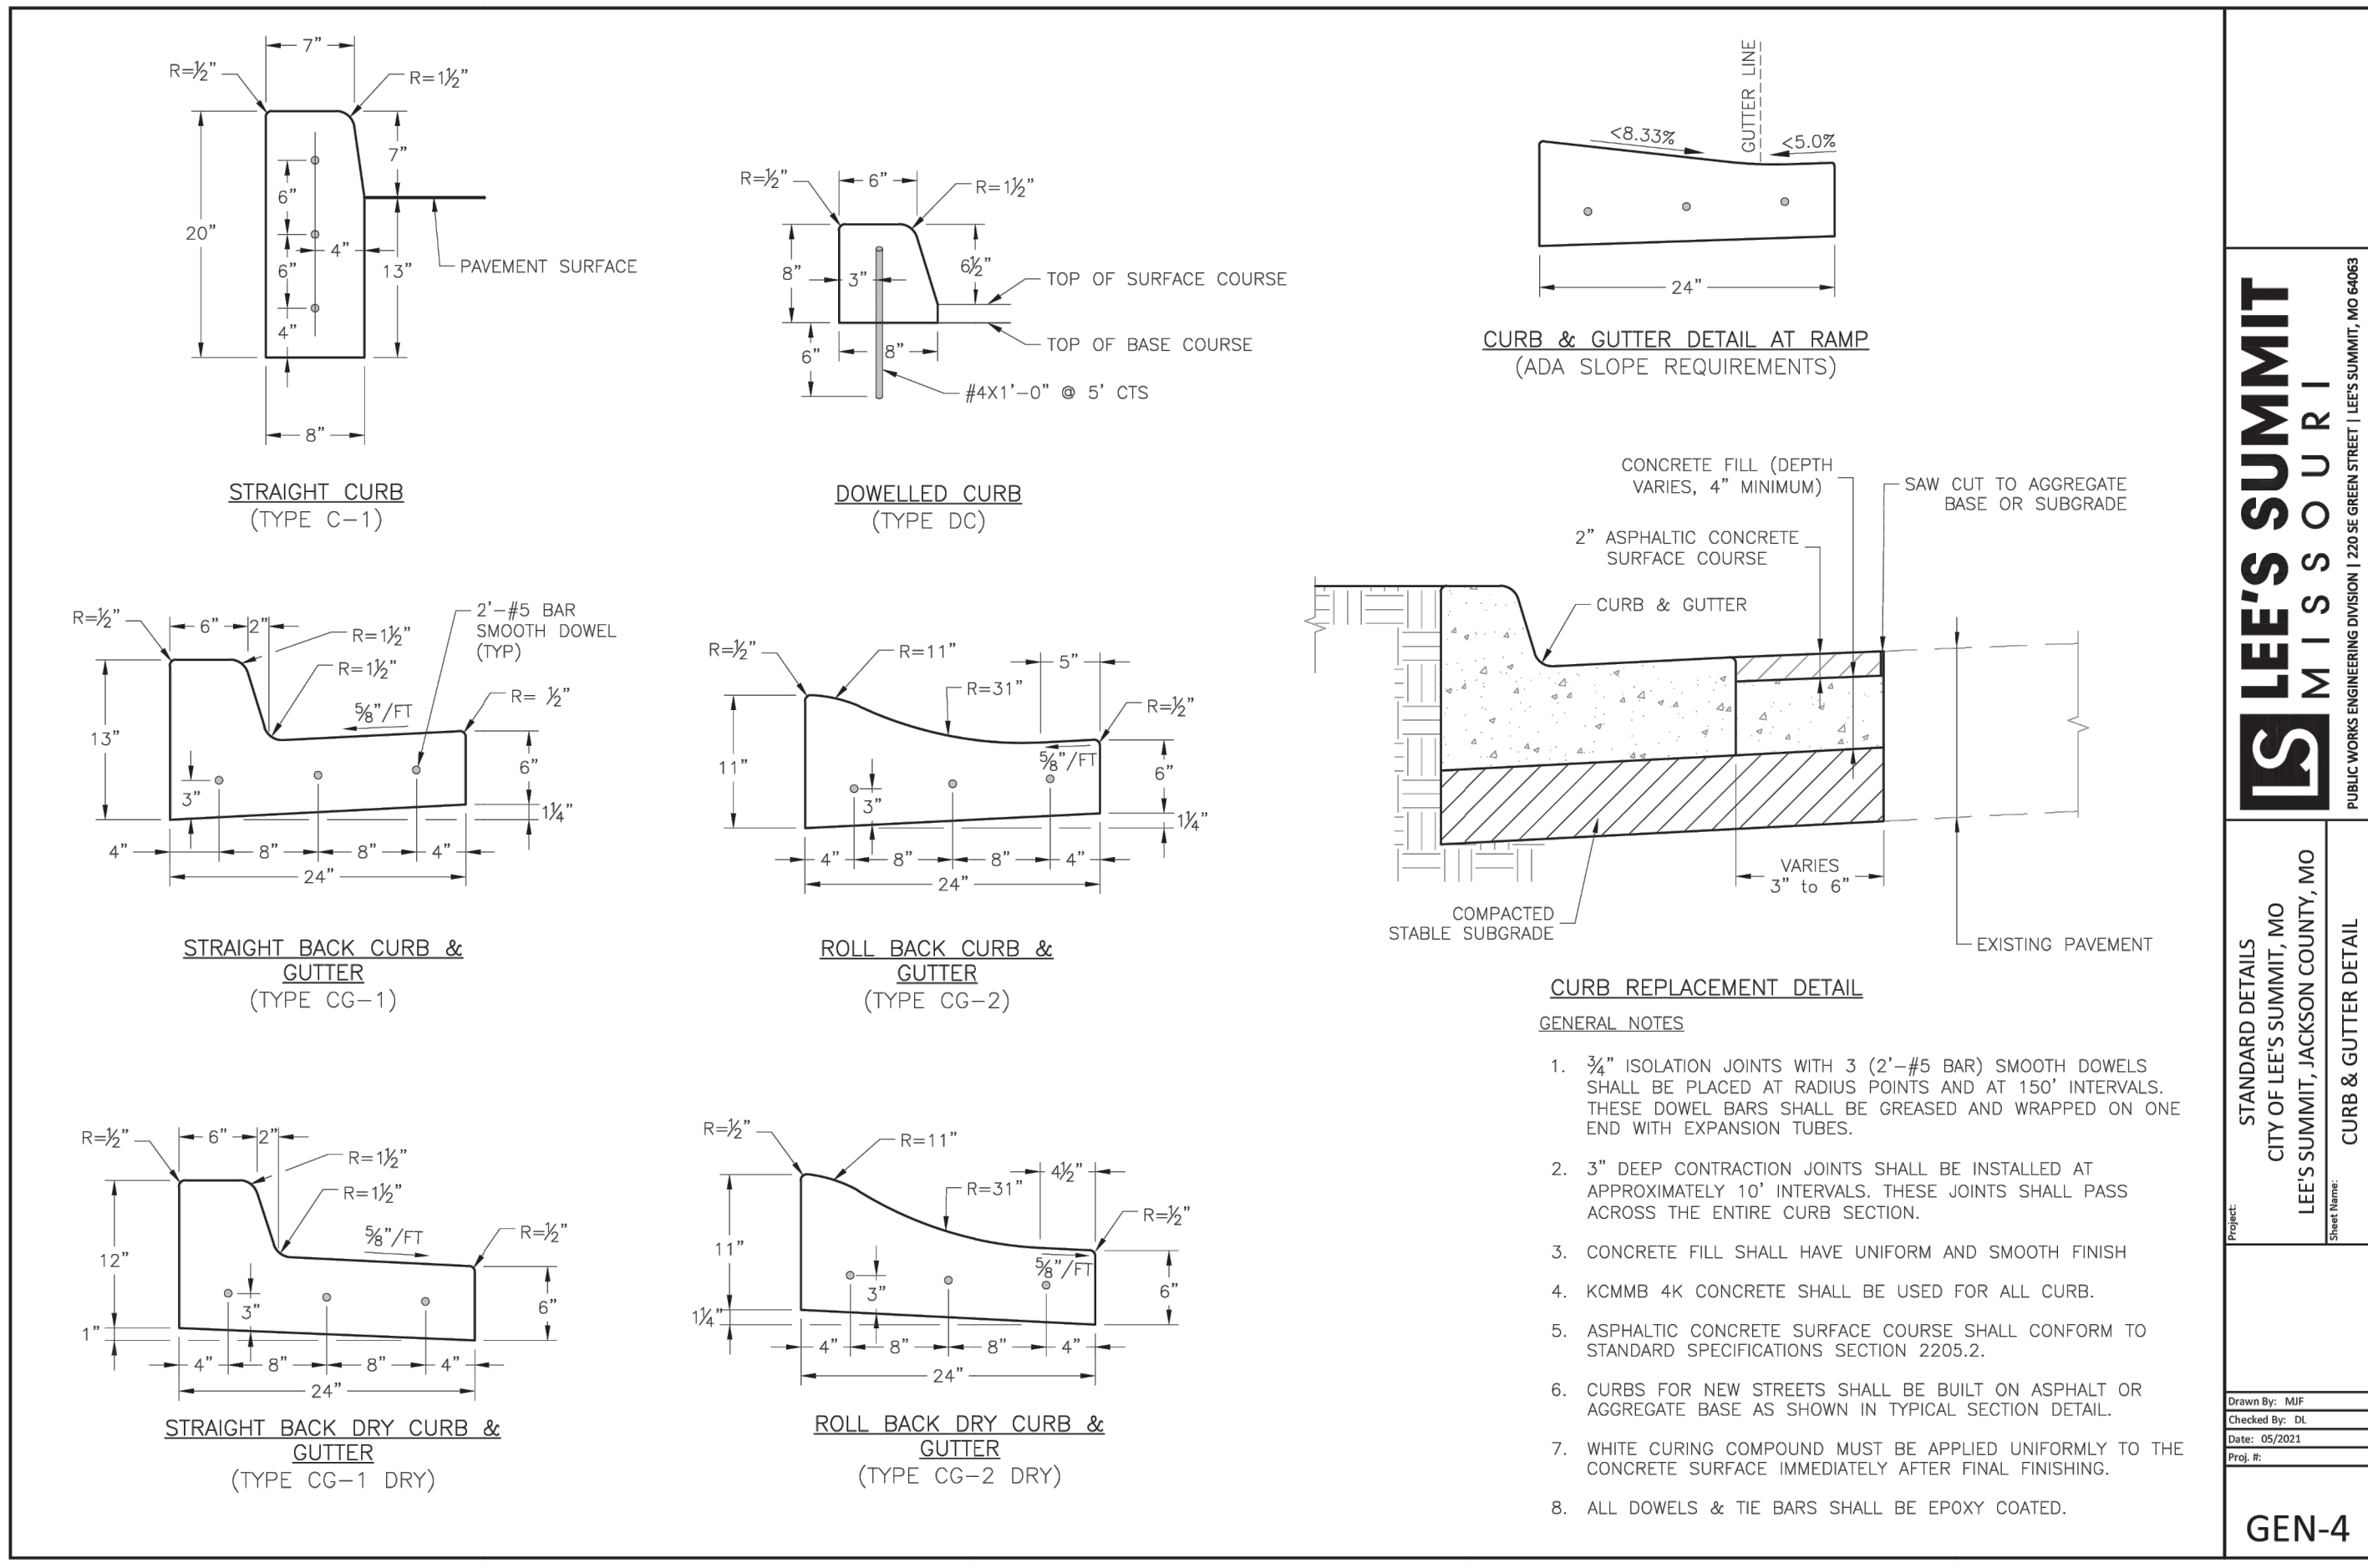 7"
R=½"
R=1½"
7"
6"
20"
4"
6"
13"
PAVEMENT SURFACE
4"
8"
STRAIGHT CURB
(TYPE C-1)
R=½"
6"
R=1½"
8"
3"
6½"
TOP OF SURFACE COURSE
6"
8"
TOP OF BASE COURSE
#4X1'-0" @ 5' CTS
DOWELLED CURB
(TYPE DC)
GUTTER LINE
<8.33%
<5.0%
24"
CURB & GUTTER DETAIL AT RAMP
(ADA SLOPE REQUIREMENTS)
R=½"
6"
2"
R=1½"
R=1½"
2'-#5 BAR
SMOOTH DOWEL
(TYP)
R= ½"
⅝"/FT
13"
3"
6"
1¼"
4"
8"
8"
4"
24"
STRAIGHT BACK CURB &
GUTTER
(TYPE CG-1)
R=½"
R=11"
5"
R=31"
R=½"
⅝"/FT
11"
3"
6"
1¼"
4"
8"
8"
4"
24"
ROLL BACK CURB &
GUTTER
(TYPE CG-2)
CONCRETE FILL (DEPTH
VARIES, 4" MINIMUM)
SAW CUT TO AGGREGATE
BASE OR SUBGRADE
2" ASPHALTIC CONCRETE
SURFACE COURSE
CURB & GUTTER
VARIES
3" to 6"
COMPACTED
STABLE SUBGRADE
EXISTING PAVEMENT
CURB REPLACEMENT DETAIL
R=½"
6"
2"
R=1½"
R=1½"
⅝"/FT
R=½"
12"
3"
6"
1"
4"
8"
8"
4"
24"
STRAIGHT BACK DRY CURB &
GUTTER
(TYPE CG-1 DRY)
R=½"
R=11"
4½"
R=31"
R=½"
⅝"/FT
11"
3"
6"
1¼"
4"
8"
8"
4"
24"
ROLL BACK DRY CURB &
GUTTER
(TYPE CG-2 DRY)
GENERAL NOTES
1. ¾" ISOLATION JOINTS WITH 3 (2'-#5 BAR) SMOOTH DOWELS
SHALL BE PLACED AT RADIUS POINTS AND AT 150' INTERVALS.
THESE DOWEL BARS SHALL BE GREASED AND WRAPPED ON ONE
END WITH EXPANSION TUBES.
2. 3" DEEP CONTRACTION JOINTS SHALL BE INSTALLED AT
APPROXIMATELY 10' INTERVALS. THESE JOINTS SHALL PASS
ACROSS THE ENTIRE CURB SECTION.
3. CONCRETE FILL SHALL HAVE UNIFORM AND SMOOTH FINISH
4. KCMMB 4K CONCRETE SHALL BE USED FOR ALL CURB.
5. ASPHALTIC CONCRETE SURFACE COURSE SHALL CONFORM TO
STANDARD SPECIFICATIONS SECTION 2205.2.
6. CURBS FOR NEW STREETS SHALL BE BUILT ON ASPHALT OR
AGGREGATE BASE AS SHOWN IN TYPICAL SECTION DETAIL.
7. WHITE CURING COMPOUND MUST BE APPLIED UNIFORMLY TO THE
CONCRETE SURFACE IMMEDIATELY AFTER FINAL FINISHING.
8. ALL DOWELS & TIE BARS SHALL BE EPOXY COATED.
LS LEE'S SUMMIT
MISSOURI
PUBLIC WORKS ENGINEERING DIVISION | 220 SE GREEN STREET | LEE'S SUMMIT, MO 64063
Project:
STANDARD DETAILS
CITY OF LEE'S SUMMIT, MO
LEE'S SUMMIT, JACKSON COUNTY, MO
Sheet Name:
CURB & GUTTER DETAIL
Drawn By: MJF
Checked By: DL
Date: 05/2021
Proj. #:
GEN-4